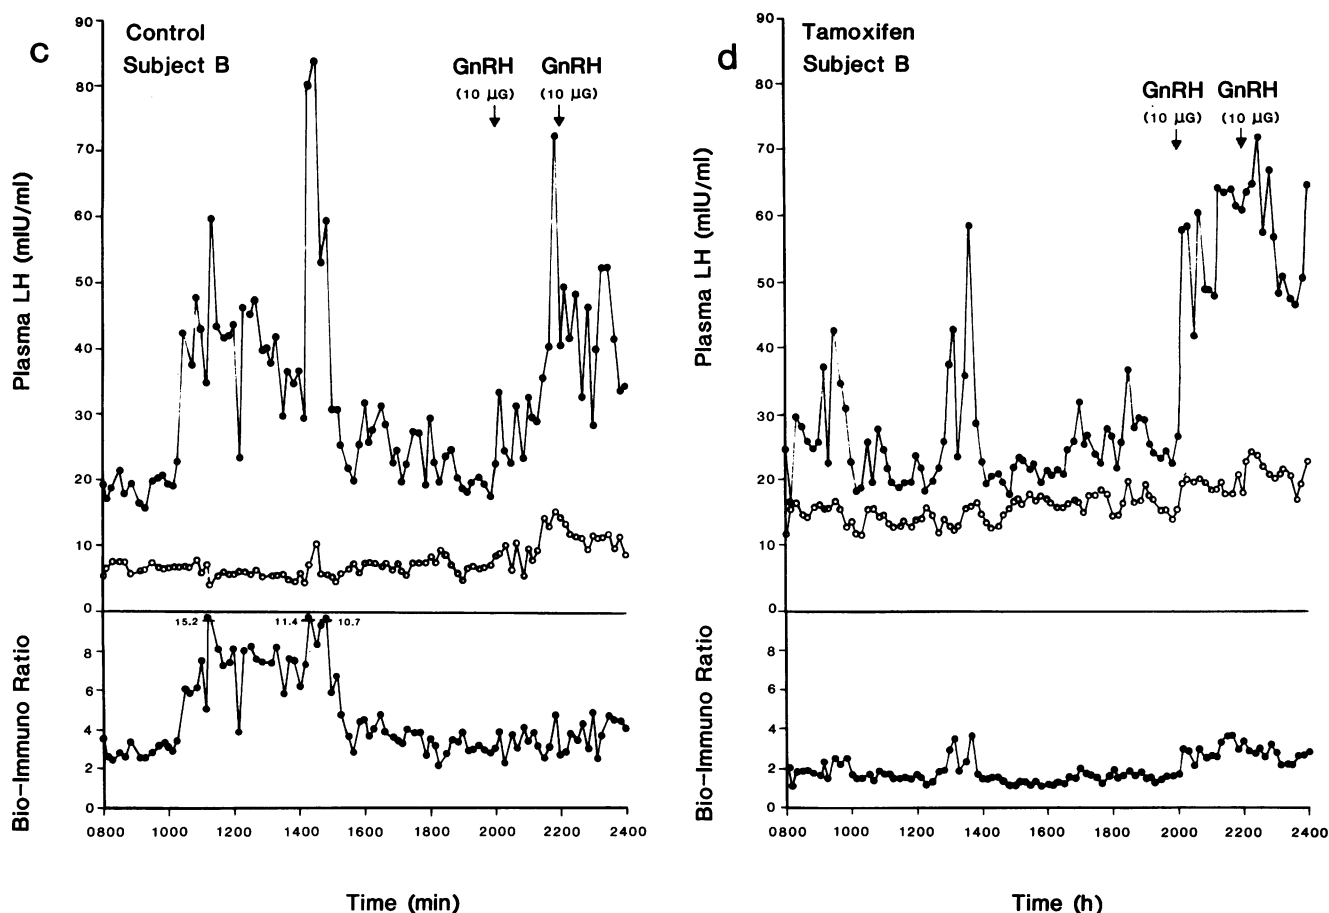 c
Control
Subject B
GnRH GnRH
(10 µG) (10 µG)
Plasma LH (mIU/ml)
90
80
70
60
50
40
30
20
10
0
15.2
11.4
10.7
Bio-Immuno Ratio
8
6
4
2
0
0800 1000 1200 1400 1600 1800 2000 2200 2400
Time (min)
d
Tamoxifen
Subject B
GnRH GnRH
(10 µG) (10 µG)
Plasma LH (mIU/ml)
90
80
70
60
50
40
30
20
10
0
Bio-Immuno Ratio
8
6
4
2
0
0800 1000 1200 1400 1600 1800 2000 2200 2400
Time (h)